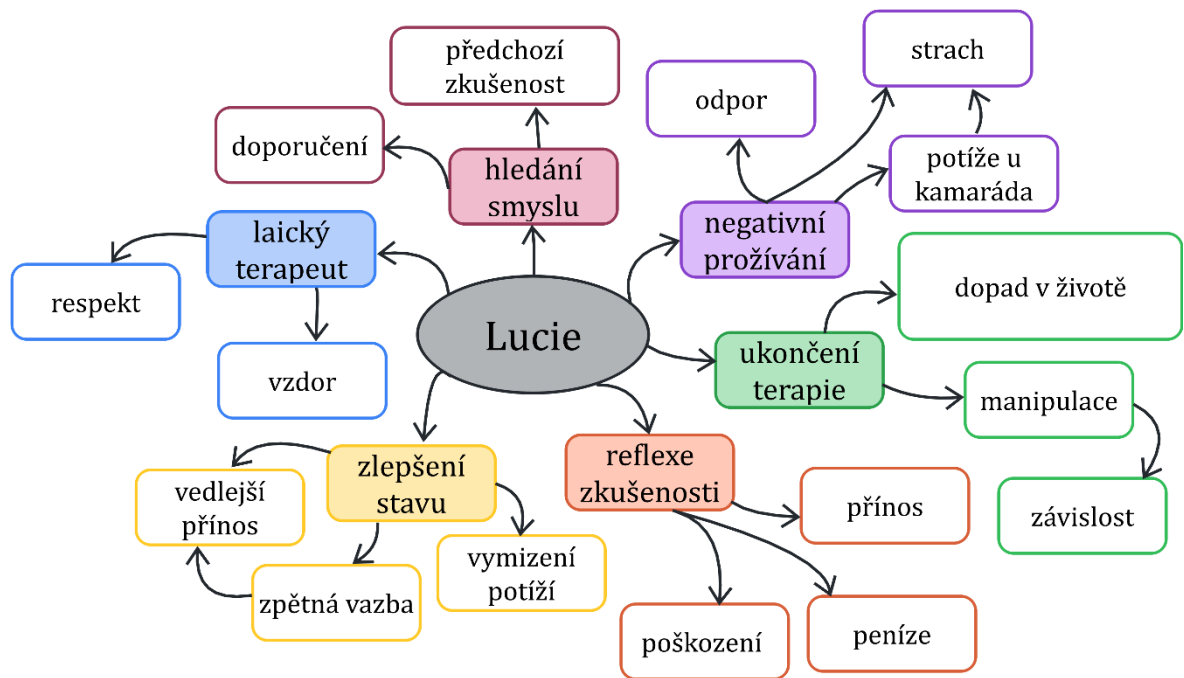 předchozí
zkušenost
strach
odpor
doporučení
hledání
smyslu
potíže u
kamaráda
laický
terapeut
negativní
prožívání
respekt
dopad v životě
Lucie
vzdor
ukončení
terapie
manipulace
zlepšení
stavu
reflexe
zkušenosti
vedlejší
přínos
přínos
závislost
vymizení
potíží
zpětná vazba
poškození
peníze